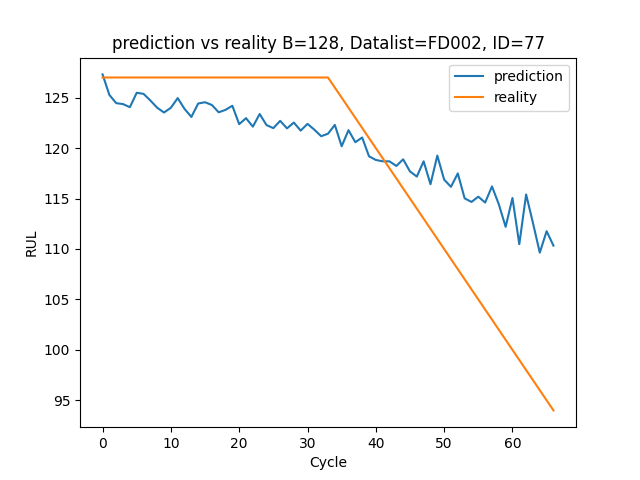 prediction vs reality B=128, Datalist=FD002, ID=77
prediction
reality
RUL
125
120
115
110
105
100
95
0 10 20 30 40 50 60
Cycle